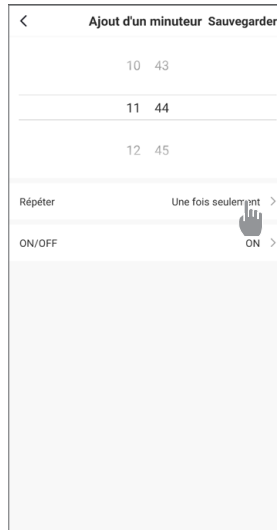 Ajout d'un minuteur Sauvegarder
10 43
11 44
12 45
Répéter Une fois seulement
ON/OFF ON